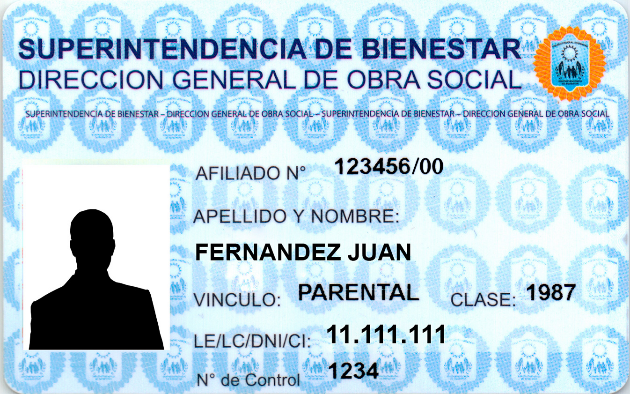 SUPERINTENDENCIA DE BIENESTAR
DIRECCION GENERAL DE OBRA SOCIAL
SUPERINTENDENCIA DE BIENESTAR – DIRECCION GENERAL DE OBRA SOCIAL – SUPERINTENDENCIA DE BIENESTAR – DIRECCION GENERAL DE OBRA SOCIAL
AFILIADO N° 123456/00
APELLIDO Y NOMBRE:
FERNANDEZ JUAN
VINCULO: PARENTAL CLASE: 1987
LE/LC/DNI/CI: 11.111.111
N° de Control 1234